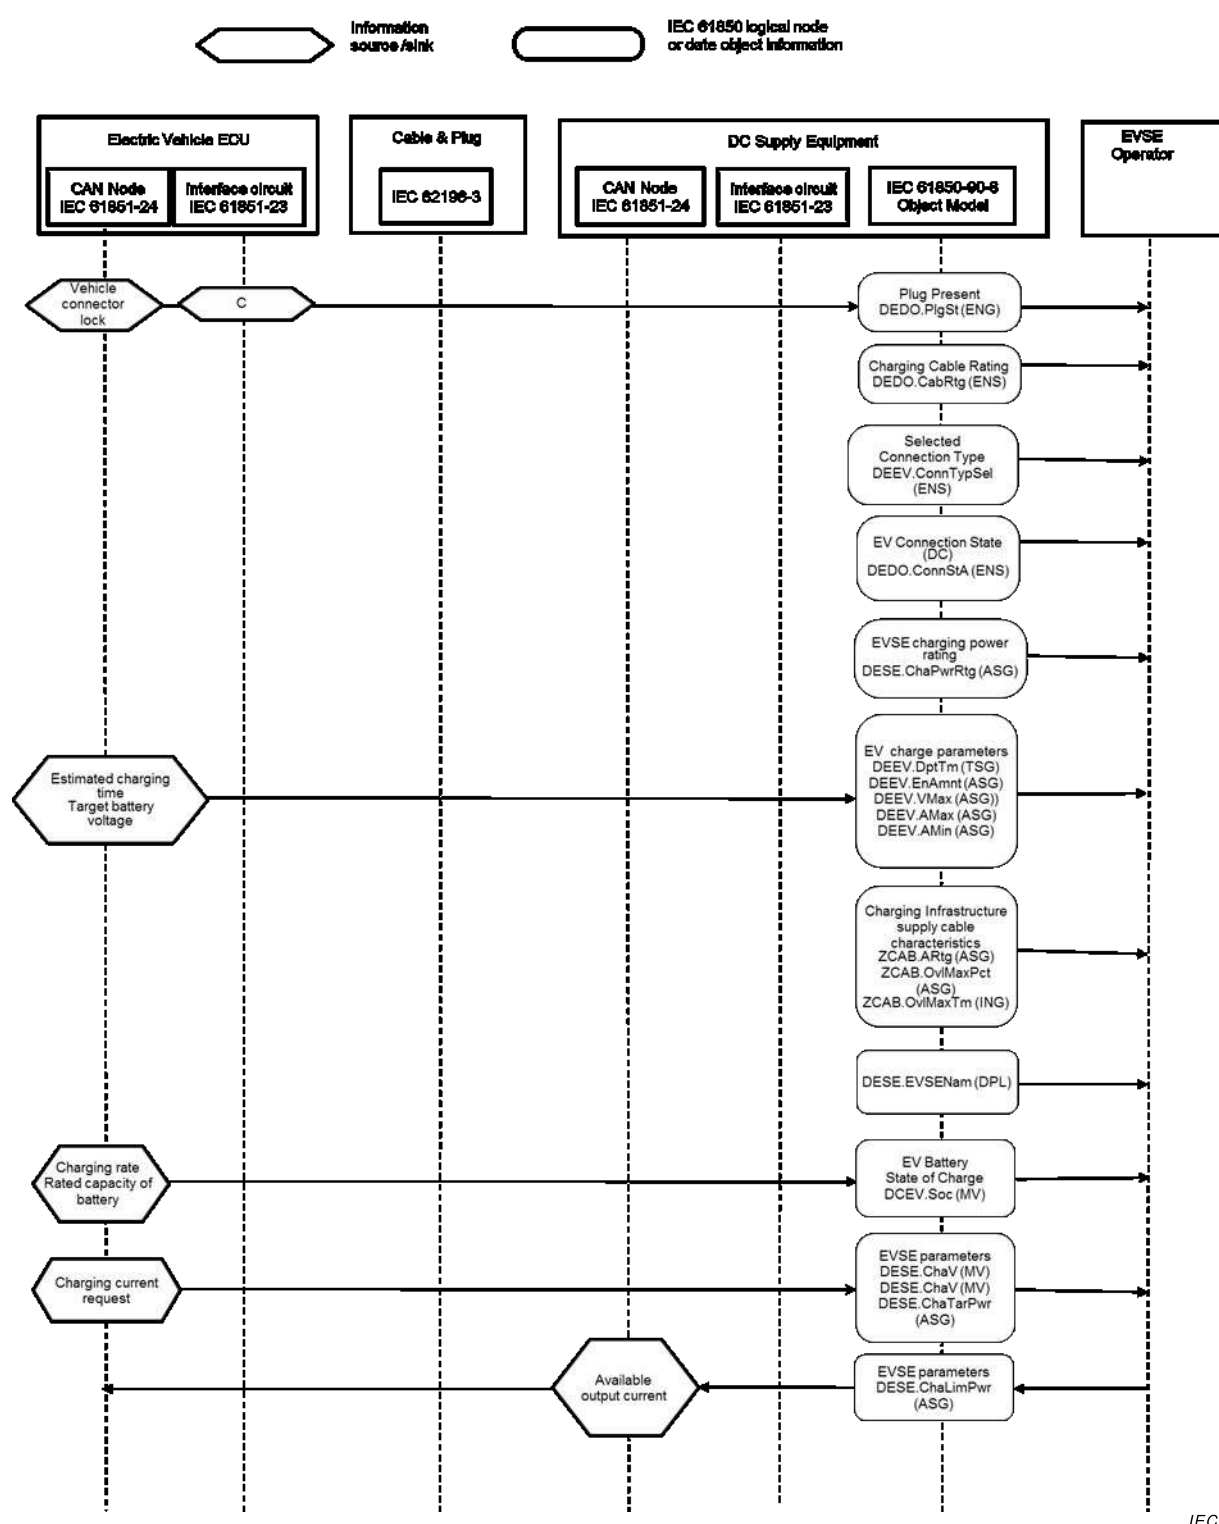 Information
source /sink
IEC 61850 logical node
or date object information
Electric Vehicle ECU
CAN Node
IEC 61851-24
Interface circuit
IEC 61851-23
Cable & Plug
IEC 62196-3
DC Supply Equipment
CAN Node
IEC 61851-24
Interface circuit
IEC 61851-23
IEC 61850-90-8
Object Model
EVSE
Operator
Vehicle
connector
lock
C
Plug Present
DEDO.PlgSt (ENG)
Charging Cable Rating
DEDO.CabRtg (ENS)
Selected
Connection Type
DEEV.ConnTypSel
(ENS)
EV Connection State
(DC)
DEDO.ConnStA (ENS)
EVSE charging power
rating
DESE.ChaPwrRtg (ASG)
Estimated charging
time
Target battery
voltage
EV charge parameters
DEEV.DptTm (TSG)
DEEV.EnAmnt (ASG)
DEEV.VMax (ASG))
DEEV.AMax (ASG)
DEEV.AMin (ASG)
Charging Infrastructure
supply cable
characteristics
ZCAB.ARtg (ASG)
ZCAB.OvlMaxPct
(ASG)
ZCAB.OvlMaxTm (ING)
DESE.EVSENam (DPL)
Charging rate
Rated capacity of
battery
EV Battery
State of Charge
DCEV.Soc (MV)
Charging current
request
EVSE parameters
DESE.ChaV (MV)
DESE.ChaV (MV)
DESE.ChaTarPwr
(ASG)
Available
output current
EVSE parameters
DESE.ChaLimPwr
(ASG)
IEC